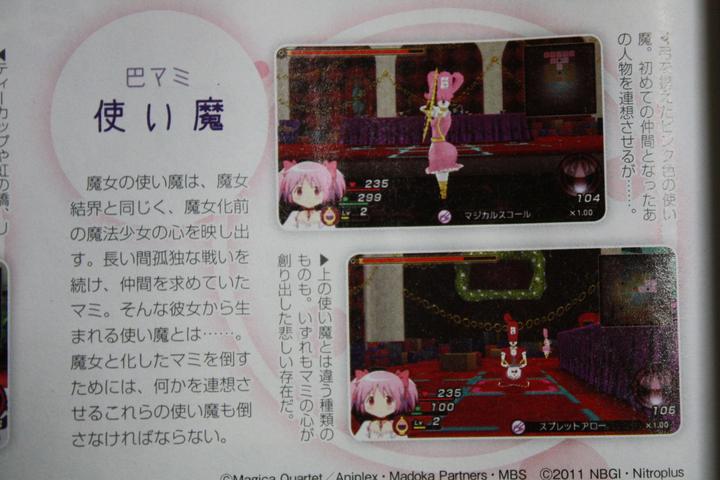 巴マミ
使い魔
魔女の使い魔は、魔女
結界と同じく、魔女化前
の魔法少女の心を映し出
す。長い間孤独な戦いを
続け、仲間を求めていた
マミ。そんな彼女から生
まれる使い魔とは……。
魔女と化したマミを倒す
ためには、何かを連想さ
せるこれらの使い魔も倒
さなければならない。
色の使い
魔。初めての仲間となったあ
の人物を連想させるが……。
235
299
Lv 2
マジカルスコール
104
×1.00
▶上の使い魔とは違う種類の
ものも。いずれもマミの心が
創り出した悲しい存在だ。
235
100
Lv 2
スプレットアロー
105
×1.00
ティーカップや虹の橋、
©Magica Quartet／Aniplex・Madoka Partners・MBS ©2011 NBGI・Nitroplus